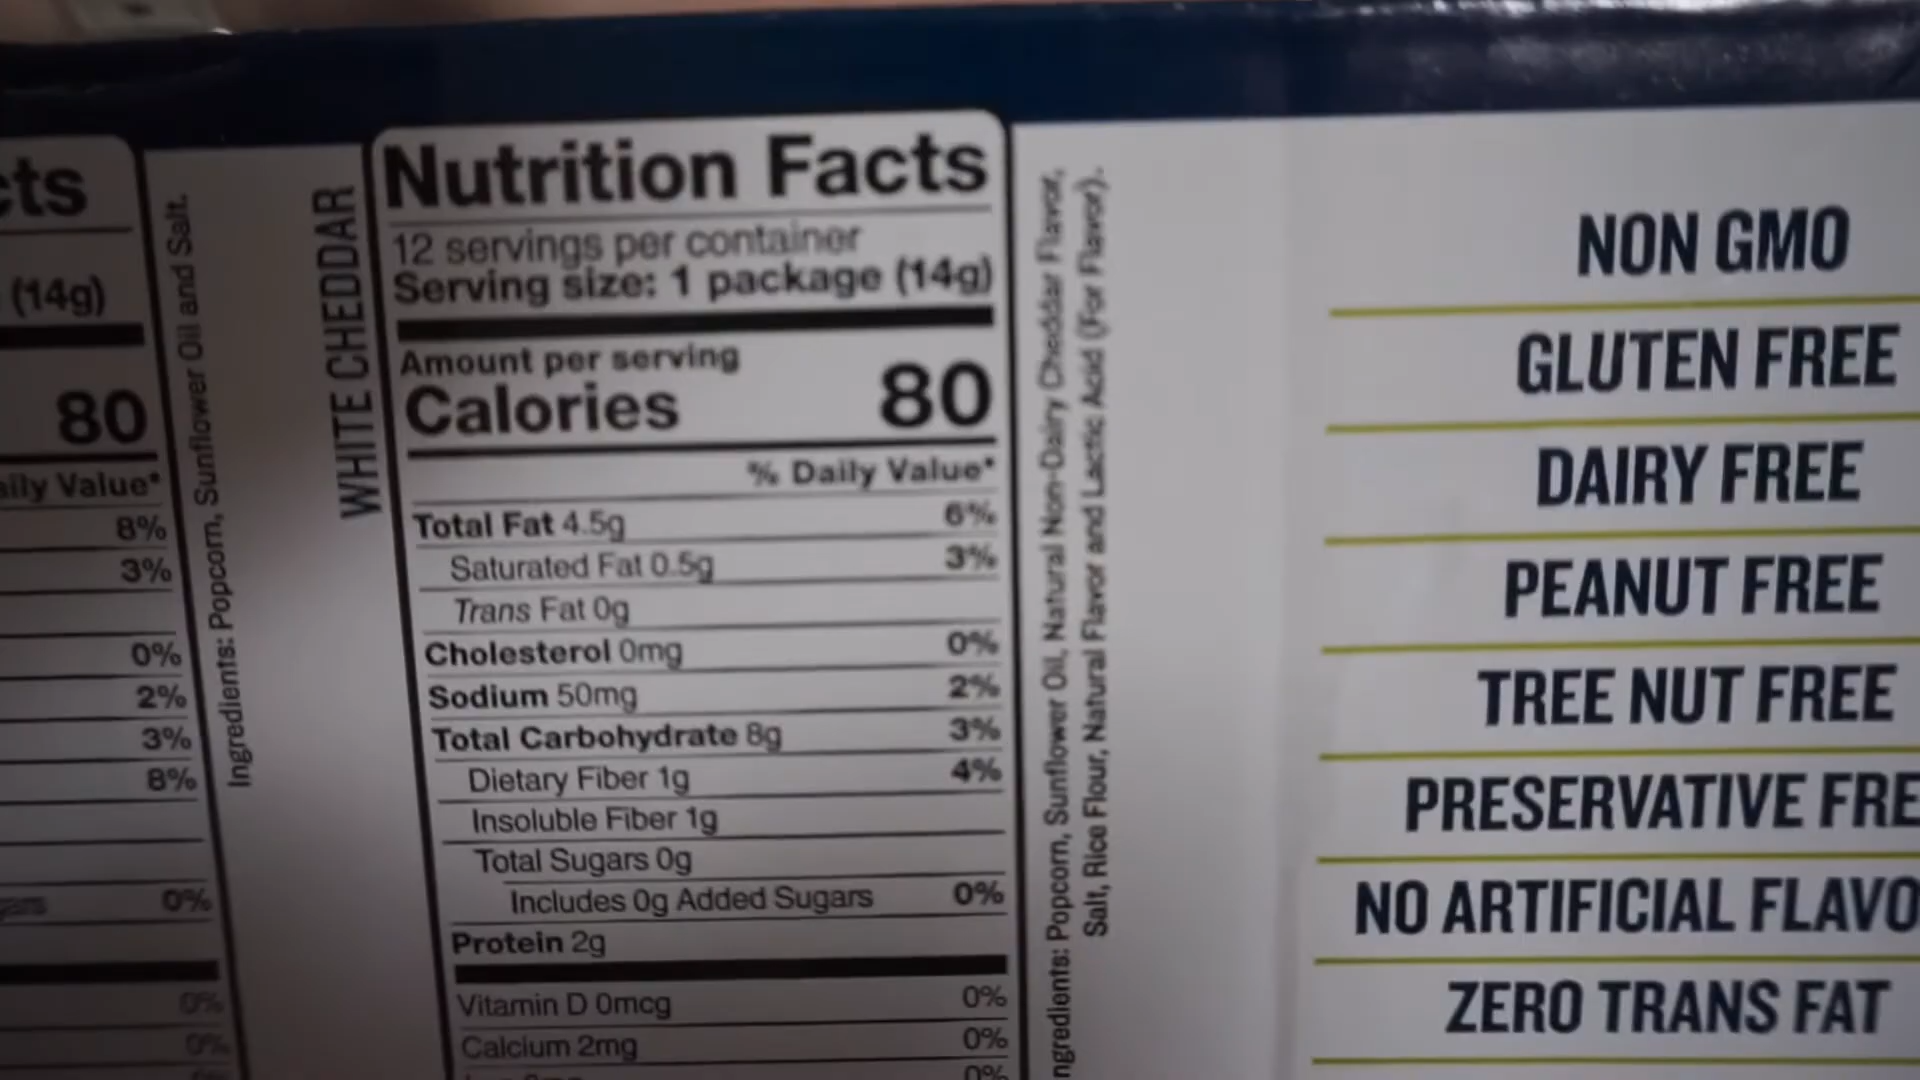 cts
(14g)
80
aily Value*
8%
3%
0%
2%
3%
8%
0%
0%
0%
Ingredients: Popcorn, Sunflower Oil and Salt.
WHITE CHEDDAR
Nutrition Facts
12 servings per container
Serving size: 1 package (14g)
Amount per serving
Calories 80
% Daily Value*
Total Fat 4.5g 6%
Saturated Fat 0.5g 3%
Trans Fat 0g
Cholesterol 0mg 0%
Sodium 50mg 2%
Total Carbohydrate 8g 3%
Dietary Fiber 1g 4%
Insoluble Fiber 1g
Total Sugars 0g
Includes 0g Added Sugars 0%
Protein 2g
Vitamin D 0mcg 0%
Calcium 2mg 0%
0%
ngredients: Popcorn, Sunflower Oil, Natural Non-Dairy Cheddar Flavor,
Salt, Rice Flour, Natural Flavor and Lactic Acid (For Flavor).
NON GMO
GLUTEN FREE
DAIRY FREE
PEANUT FREE
TREE NUT FREE
PRESERVATIVE FRE
NO ARTIFICIAL FLAVO
ZERO TRANS FAT